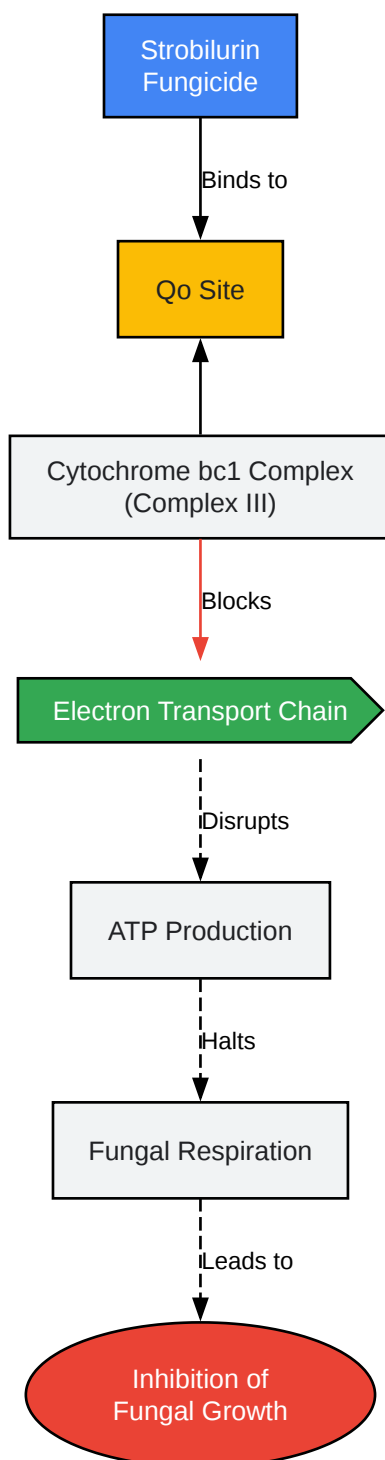 Strobilurin
Fungicide
Binds to
Qo Site
Cytochrome bc1 Complex
(Complex III)
Blocks
Electron Transport Chain
Disrupts
ATP Production
Halts
Fungal Respiration
Leads to
Inhibition of
Fungal Growth